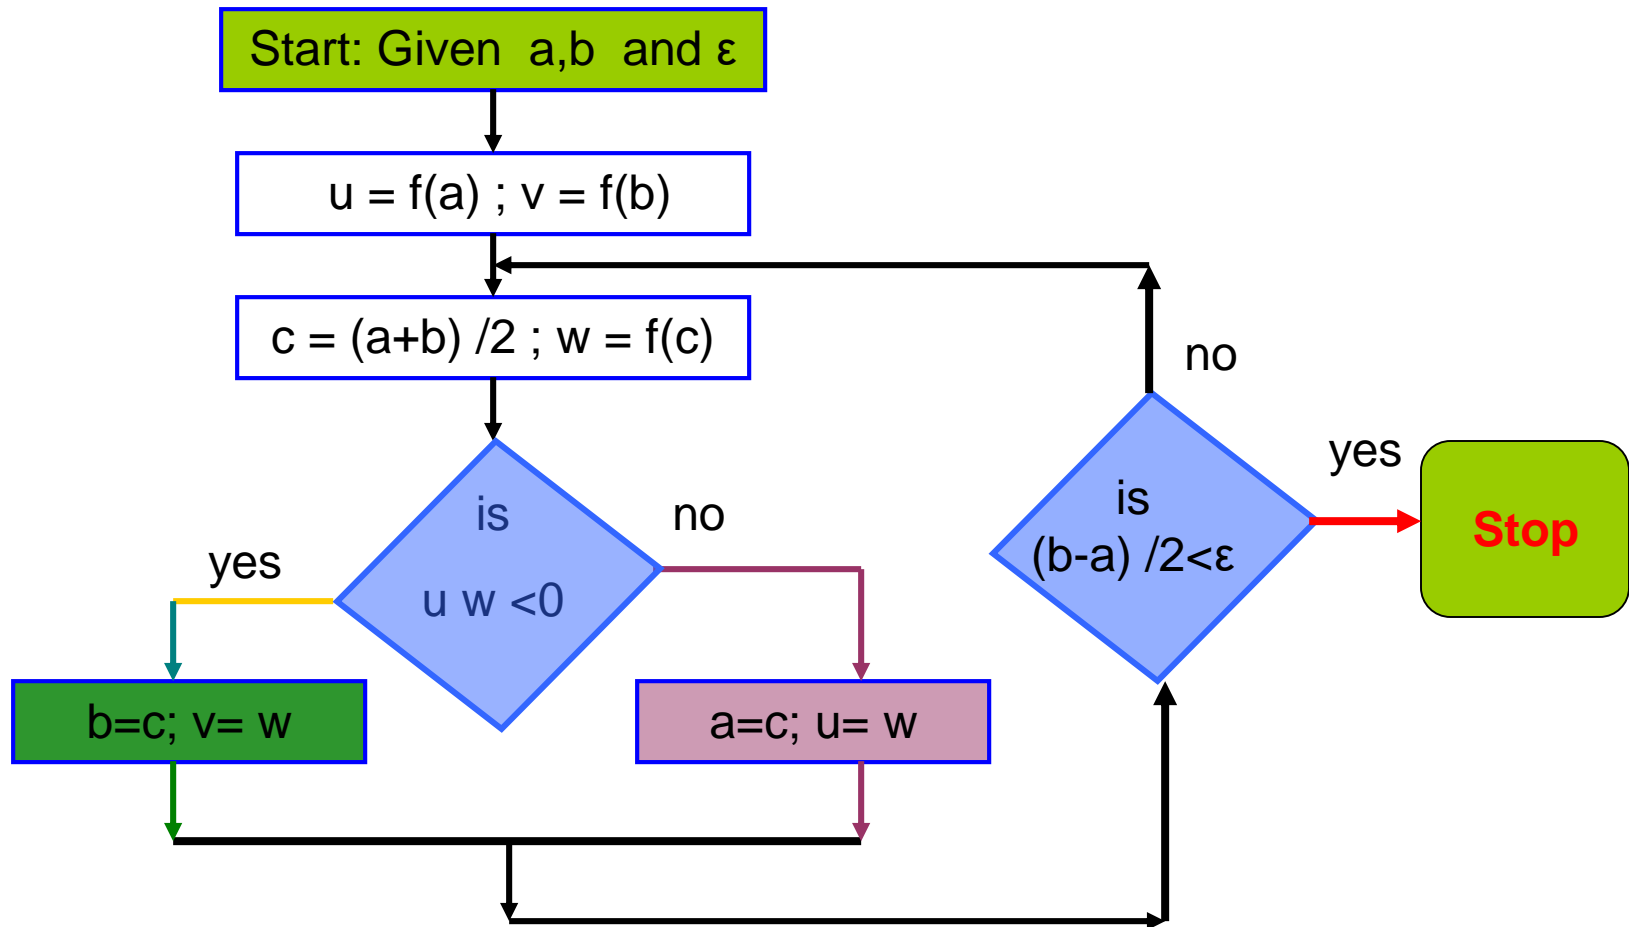 Start: Given a,b and ε
u = f(a) ; v = f(b)
c = (a+b) /2 ; w = f(c)
is
u w <0
yes
no
b=c; v= w
a=c; u= w
is
(b-a) /2<ε
no
yes
Stop